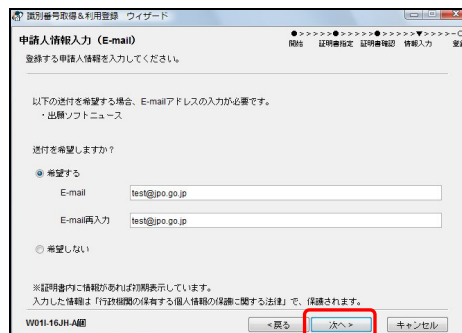 識別番号取得&利用登録 ウィザード
申請人情報入力（E-mail）
●>>>>>●>>>>>●>>>>>▼>>>>-○
開始 証明書指定 証明書確認 情報入力
登録する申請人情報を入力してください。
以下の送付を希望する場合、E-mailアドレスの入力が必要です。
・出願ソフトニュース
送付を希望しますか？
希望する
E-mail test@jpo.go.jp
E-mail再入力 test@jpo.go.jp
希望しない
※証明書内に情報があれば初期表示しています。
入力した情報は「行政機関の保有する個人情報の保護に関する法律」で、保護されます。
<戻る 次へ> キャンセル